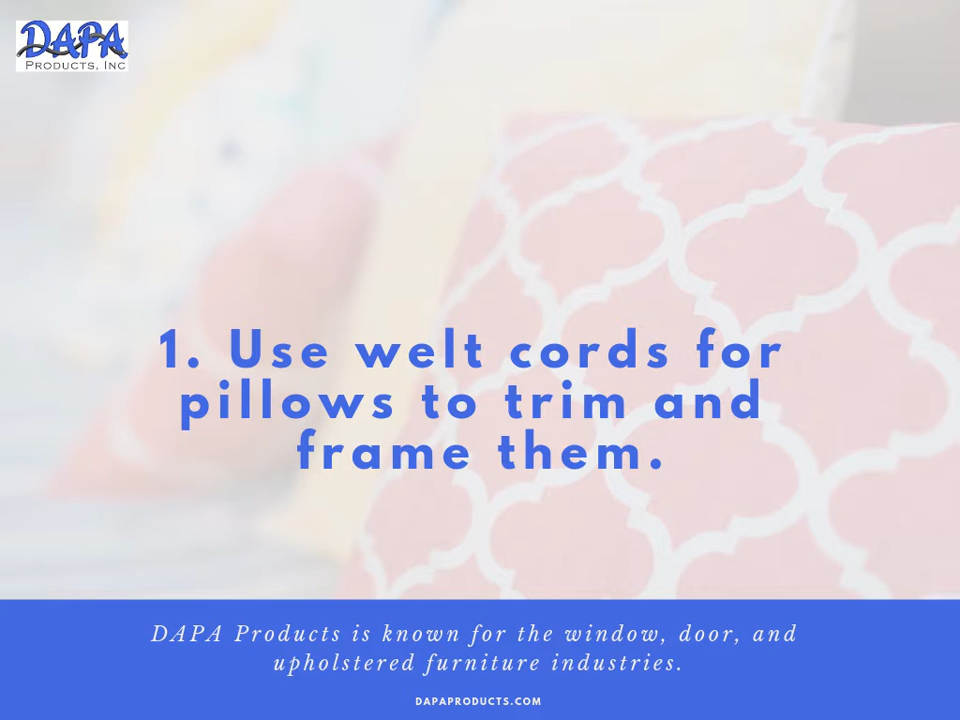 DAPA
PRODUCTS, INC
1. Use welt cords for
pillows to trim and
frame them.
DAPA Products is known for the window, door, and
upholstered furniture industries.
DAPAPRODUCTS.COM